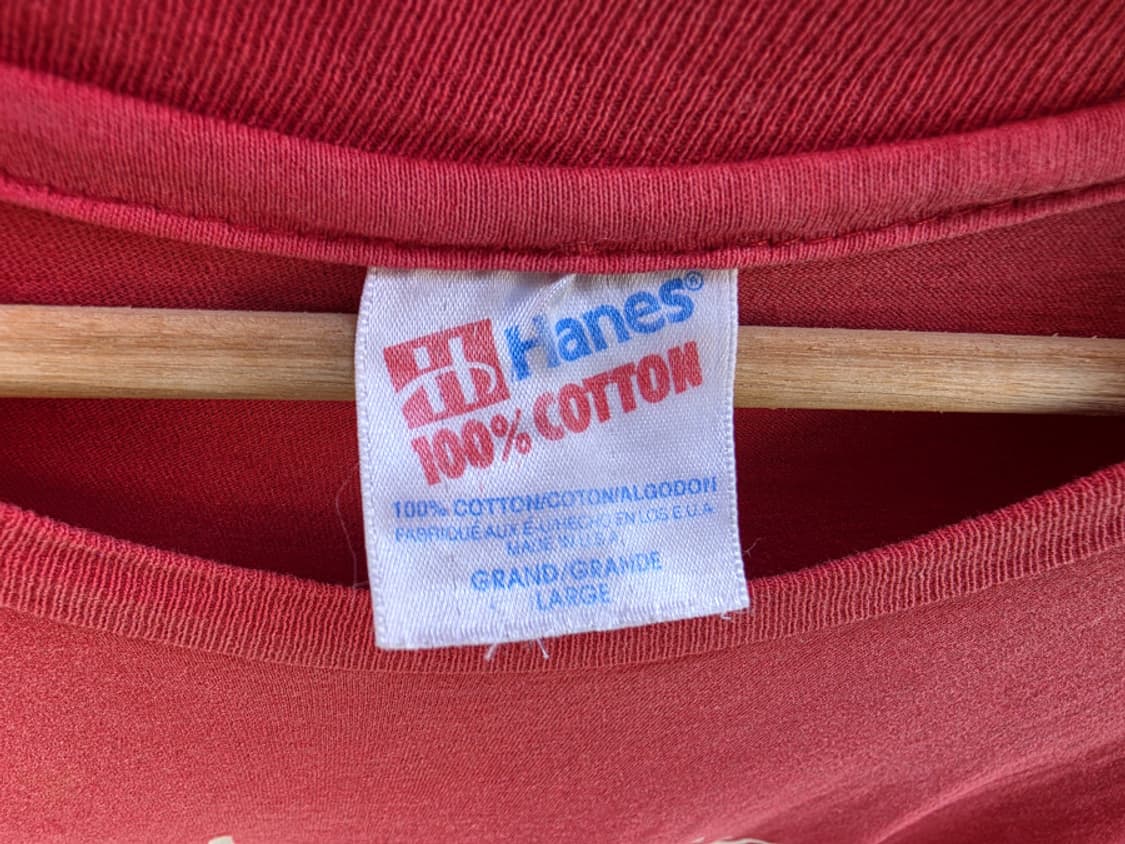 Hanes®
100% COTTON
100% COTTON/COTON/ALGODON
FABRIQUÉ AUX É-U/HECHO EN LOS E.U.A.
MADE IN U.S.A.
GRAND/GRANDE
LARGE